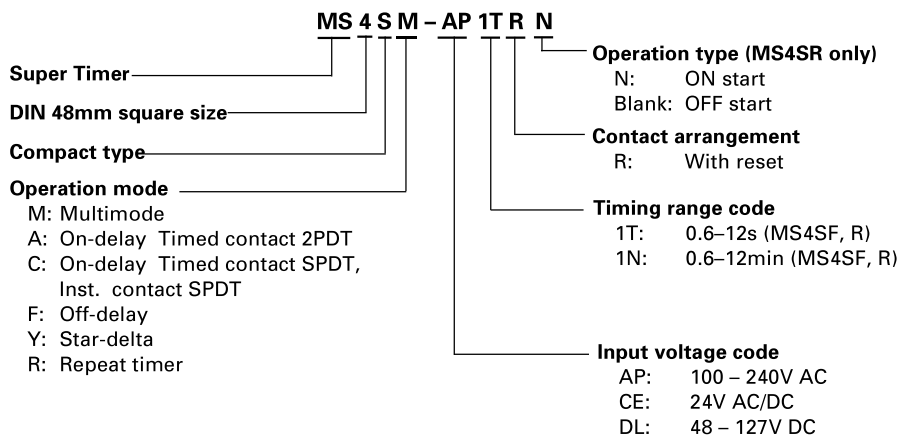 MS 4 S M – AP 1T R N
Super Timer
DIN 48mm square size
Compact type
Operation mode
M: Multimode
A: On-delay Timed contact 2PDT
C: On-delay Timed contact SPDT,
Inst. contact SPDT
F: Off-delay
Y: Star-delta
R: Repeat timer
Operation type (MS4SR only)
N: ON start
Blank: OFF start
Contact arrangement
R: With reset
Timing range code
1T: 0.6–12s (MS4SF, R)
1N: 0.6–12min (MS4SF, R)
Input voltage code
AP: 100 – 240V AC
CE: 24V AC/DC
DL: 48 – 127V DC